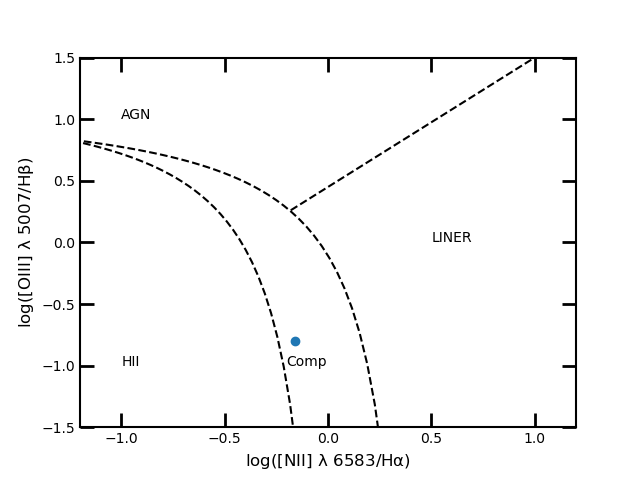 1.5
1.0
0.5
0.0
−0.5
−1.0
−1.5
log([OIII] λ 5007/Hβ)
AGN
LINER
HII
Comp
−1.0 −0.5 0.0 0.5 1.0
log([NII] λ 6583/Hα)